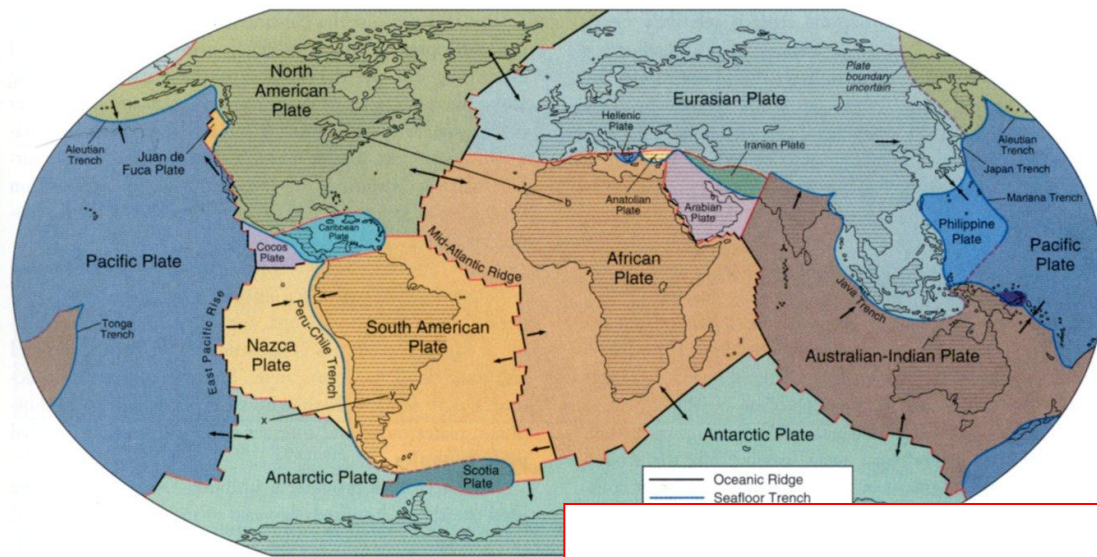 North
American
Plate
Eurasian Plate
Plate
boundary
uncertain
Hellenic
Plate
Iranian Plate
Anatolian
Plate
Arabian
Plate
Aleutian
Trench
Juan de
Fuca Plate
Aleutian
Trench
Japan Trench
Mariana Trench
Philippine
Plate
Pacific
Plate
b
Caribbean
Plate
Cocos
Plate
Pacific Plate
Mid-Atlantic Ridge
African
Plate
Tonga
Trench
East Pacific Rise
Nazca
Plate
Peru-Chile Trench
South American
Plate
Java Trench
Australian-Indian Plate
x
y
Antarctic Plate
Scotia
Plate
Antarctic Plate
Oceanic Ridge
Seafloor Trench